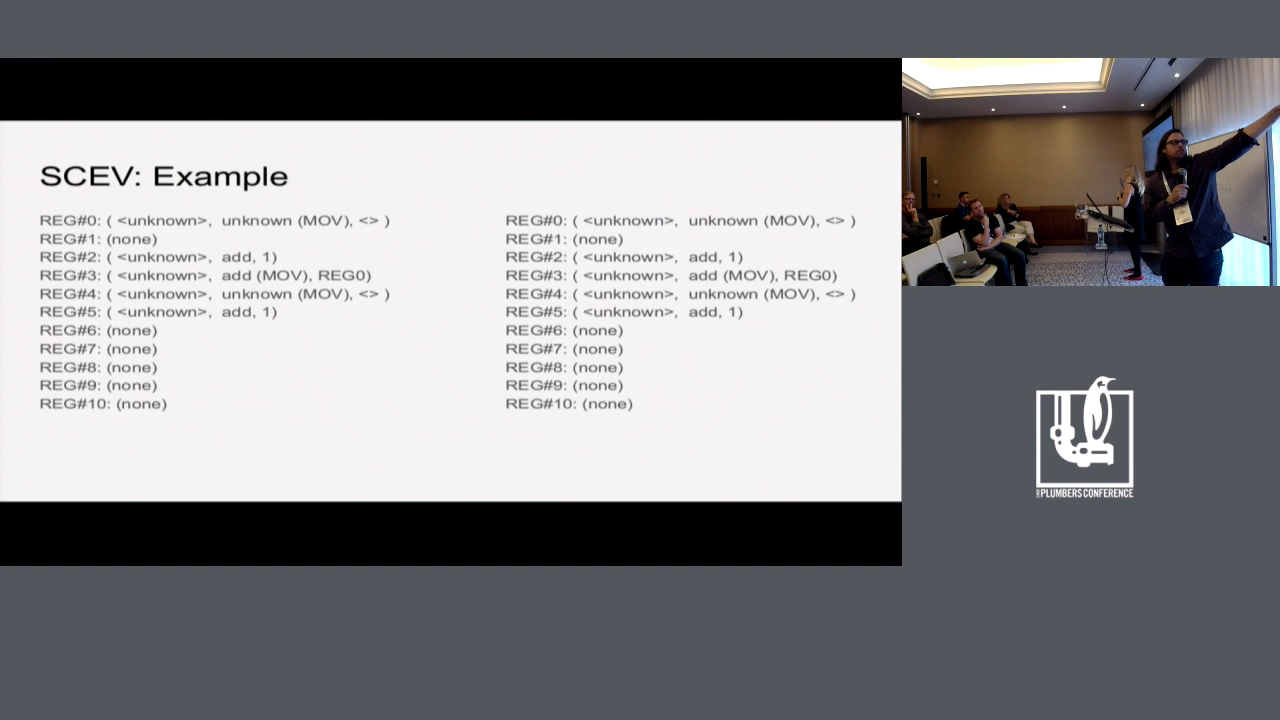 SCEV: Example
REG#0: ( <unknown>, unknown (MOV), <> )
REG#1: (none)
REG#2: ( <unknown>, add, 1)
REG#3: ( <unknown>, add (MOV), REG0)
REG#4: ( <unknown>, unknown (MOV), <> )
REG#5: ( <unknown>, add, 1)
REG#6: (none)
REG#7: (none)
REG#8: (none)
REG#9: (none)
REG#10: (none)
REG#0: ( <unknown>, unknown (MOV), <> )
REG#1: (none)
REG#2: ( <unknown>, add, 1)
REG#3: ( <unknown>, add (MOV), REG0)
REG#4: ( <unknown>, unknown (MOV), <> )
REG#5: ( <unknown>, add, 1)
REG#6: (none)
REG#7: (none)
REG#8: (none)
REG#9: (none)
REG#10: (none)
PLUMBERS CONFERENCE